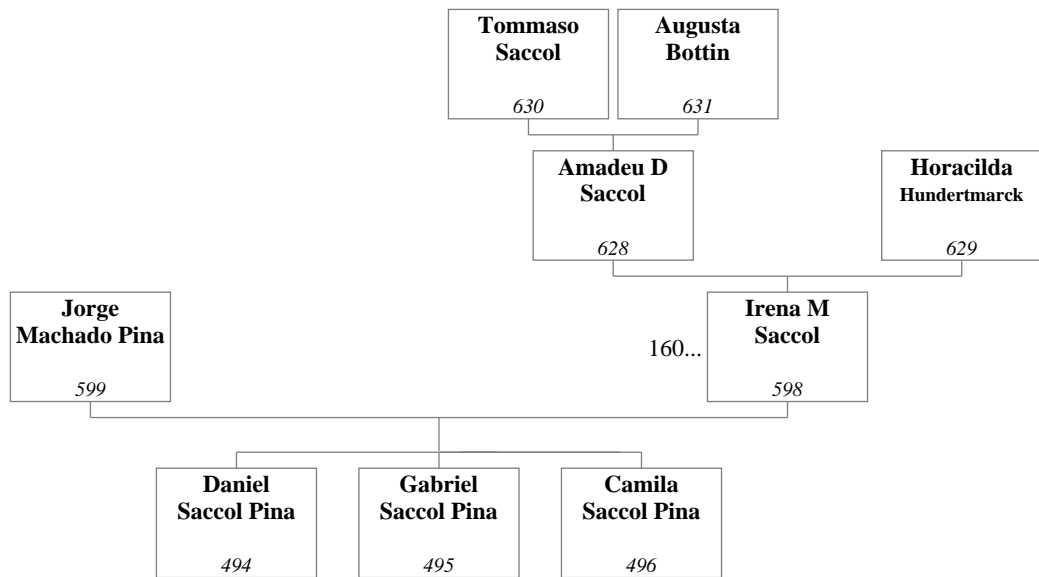 Tommaso
Saccol
630
Augusta
Bottin
631
Amadeu D
Saccol
628
Horacilda
Hundertmarck
629
Jorge
Machado Pina
599
160...
Irena M
Saccol
598
Daniel
Saccol Pina
494
Gabriel
Saccol Pina
495
Camila
Saccol Pina
496